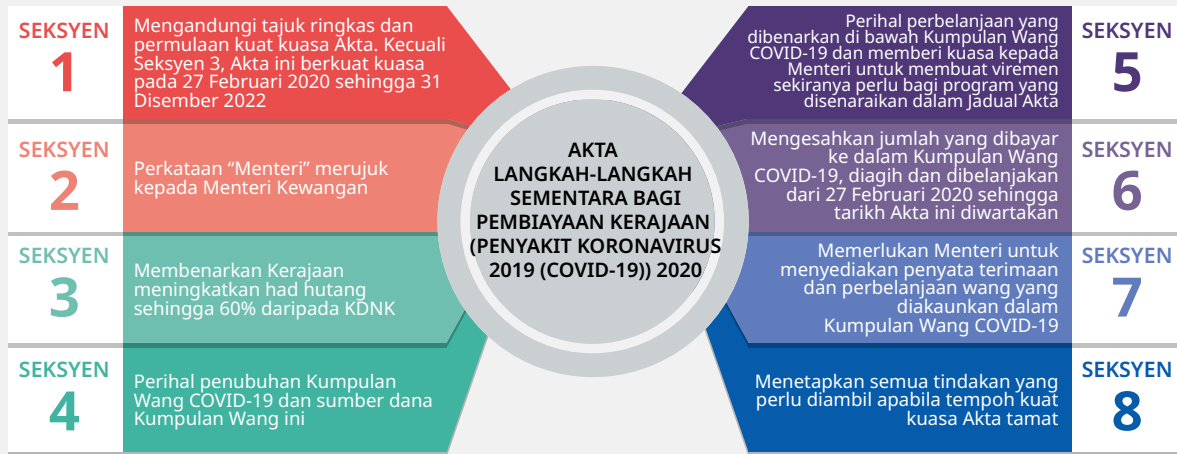 SEKSYEN
1
Mengandungi tajuk ringkas dan
permulaan kuat kuasa Akta. Kecuali
Seksyen 3, Akta ini berkuat kuasa
pada 27 Februari 2020 sehingga 31
Disember 2022
SEKSYEN
2
Perkataan “Menteri” merujuk
kepada Menteri Kewangan
SEKSYEN
3
Membenarkan Kerajaan
meningkatkan had hutang
sehingga 60% daripada KDNK
SEKSYEN
4
Perihal penubuhan Kumpulan
Wang COVID-19 dan sumber dana
Kumpulan Wang ini
AKTA
LANGKAH-LANGKAH
SEMENTARA BAGI
PEMBIAYAAN KERAJAAN
(PENYAKIT KORONAVIRUS
2019 (COVID-19)) 2020
Perihal perbelanjaan yang
dibenarkan di bawah Kumpulan Wang
COVID-19 dan memberi kuasa kepada
Menteri untuk membuat viremen
sekiranya perlu bagi program yang
disenaraikan dalam Jadual Akta
SEKSYEN
5
Mengesahkan jumlah yang dibayar
ke dalam Kumpulan Wang
COVID-19, diagih dan dibelanjakan
dari 27 Februari 2020 sehingga
tarikh Akta ini diwartakan
SEKSYEN
6
Memerlukan Menteri untuk
menyediakan penyata terimaan
dan perbelanjaan wang yang
diakaunkan dalam
Kumpulan Wang COVID-19
SEKSYEN
7
Menetapkan semua tindakan yang
perlu diambil apabila tempoh kuat
kuasa Akta tamat
SEKSYEN
8